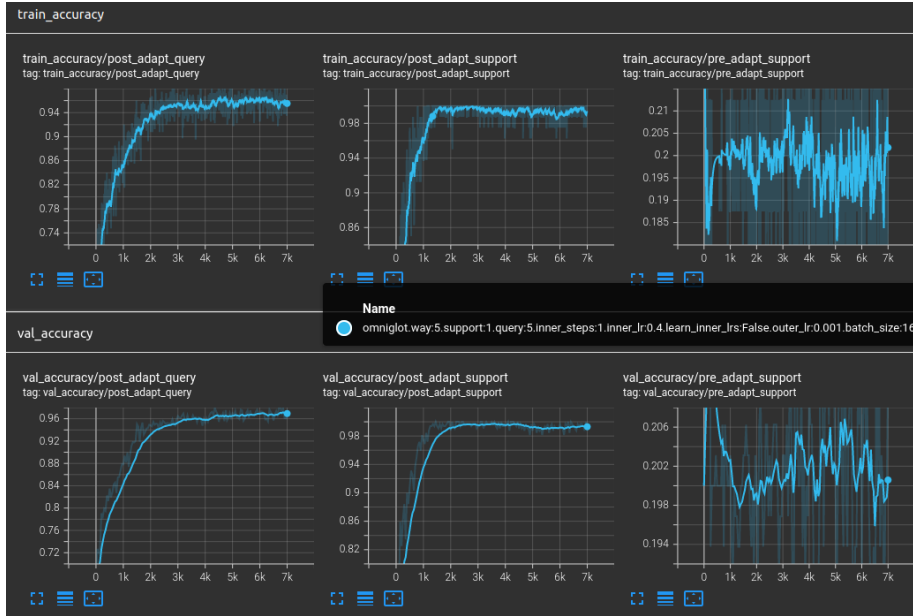 train_accuracy
train_accuracy/post_adapt_query
tag: train_accuracy/post_adapt_query
0.94
0.9
0.86
0.82
0.78
0.74
0 1k 2k 3k 4k 5k 6k 7k
train_accuracy/post_adapt_support
tag: train_accuracy/post_adapt_support
0.98
0.94
0.9
0.86
0 1k 2k 3k 4k 5k 6k 7k
train_accuracy/pre_adapt_support
tag: train_accuracy/pre_adapt_support
0.21
0.205
0.2
0.195
0.19
0.185
0 1k 2k 3k 4k 5k 6k 7k
Name
omniglot.way:5.support:1.query:5.inner_steps:1.inner_lr:0.4.learn_inner_lrs:False.outer_lr:0.001.batch_size:16
val_accuracy
val_accuracy/post_adapt_query
tag: val_accuracy/post_adapt_query
0.96
0.92
0.88
0.84
0.8
0.76
0.72
0 1k 2k 3k 4k 5k 6k 7k
val_accuracy/post_adapt_support
tag: val_accuracy/post_adapt_support
0.98
0.94
0.9
0.86
0.82
0 1k 2k 3k 4k 5k 6k 7k
val_accuracy/pre_adapt_support
tag: val_accuracy/pre_adapt_support
0.206
0.202
0.198
0.194
0 1k 2k 3k 4k 5k 6k 7k